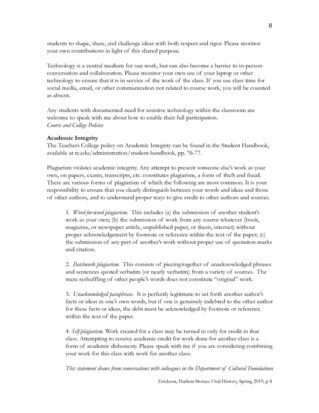 8
students to shape, share, and challenge ideas with both respect and rigor. Please monitor
your own contributions in light of this shared purpose.
Technology is a central medium for our work, but can also become a barrier to in-person
conversation and collaboration. Please monitor your own use of your laptop or other
technology to ensure that it is in service of the work of the class. If you use class time for
social media, email, or other communication not related to course work, you will be counted
as absent.
Any students with documented need for assistive technology within the classroom are
welcome to speak with me about how to enable their full participation.
Course and College Policies
Academic Integrity
The Teachers College policy on Academic Integrity can be found in the Student Handbook,
available at tc.edu/administration/student-handbook, pp. 76-77.
Plagiarism violates academic integrity. Any attempt to present someone else's work as your
own, on papers, exams, transcripts, etc. constitutes plagiarism, a form of theft and fraud.
There are various forms of plagiarism of which the following are most common. It is your
responsibility to ensure that you clearly distinguish between your words and ideas and those
of other authors, and to understand proper ways to give credit to other authors and sources.
1. Word-for-word plagiarism. This includes (a) the submission of another student's
work as your own; (b) the submission of work from any source whatever (book,
magazine, or newspaper article, unpublished paper, or thesis, internet) without
proper acknowledgement by footnote or reference within the text of the paper; (c)
the submission of any part of another's work without proper use of quotation marks
and citation.
2. Patchwork plagiarism. This consists of piecing together of unacknowledged phrases
and sentences quoted verbatim (or nearly verbatim) from a variety of sources. The
mere reshuffling of other people's words does not constitute "original" work.
3. Unacknowledged paraphrase. It is perfectly legitimate to set forth another author's
facts or ideas in one's own words, but if one is genuinely indebted to the other author
for these facts or ideas, the debt must be acknowledged by footnote or reference
within the text of the paper.
4. Self-plagiarism. Work created for a class may be turned in only for credit in that
class. Attempting to receive academic credit for work done for another class is a
form of academic dishonesty. Please speak with me if you are considering combining
your work for this class with work for another class.
This statement draws from conversations with colleagues in the Department of Cultural Foundations
Erickson, Harlem Stories: Oral History, Spring 2019, p 8